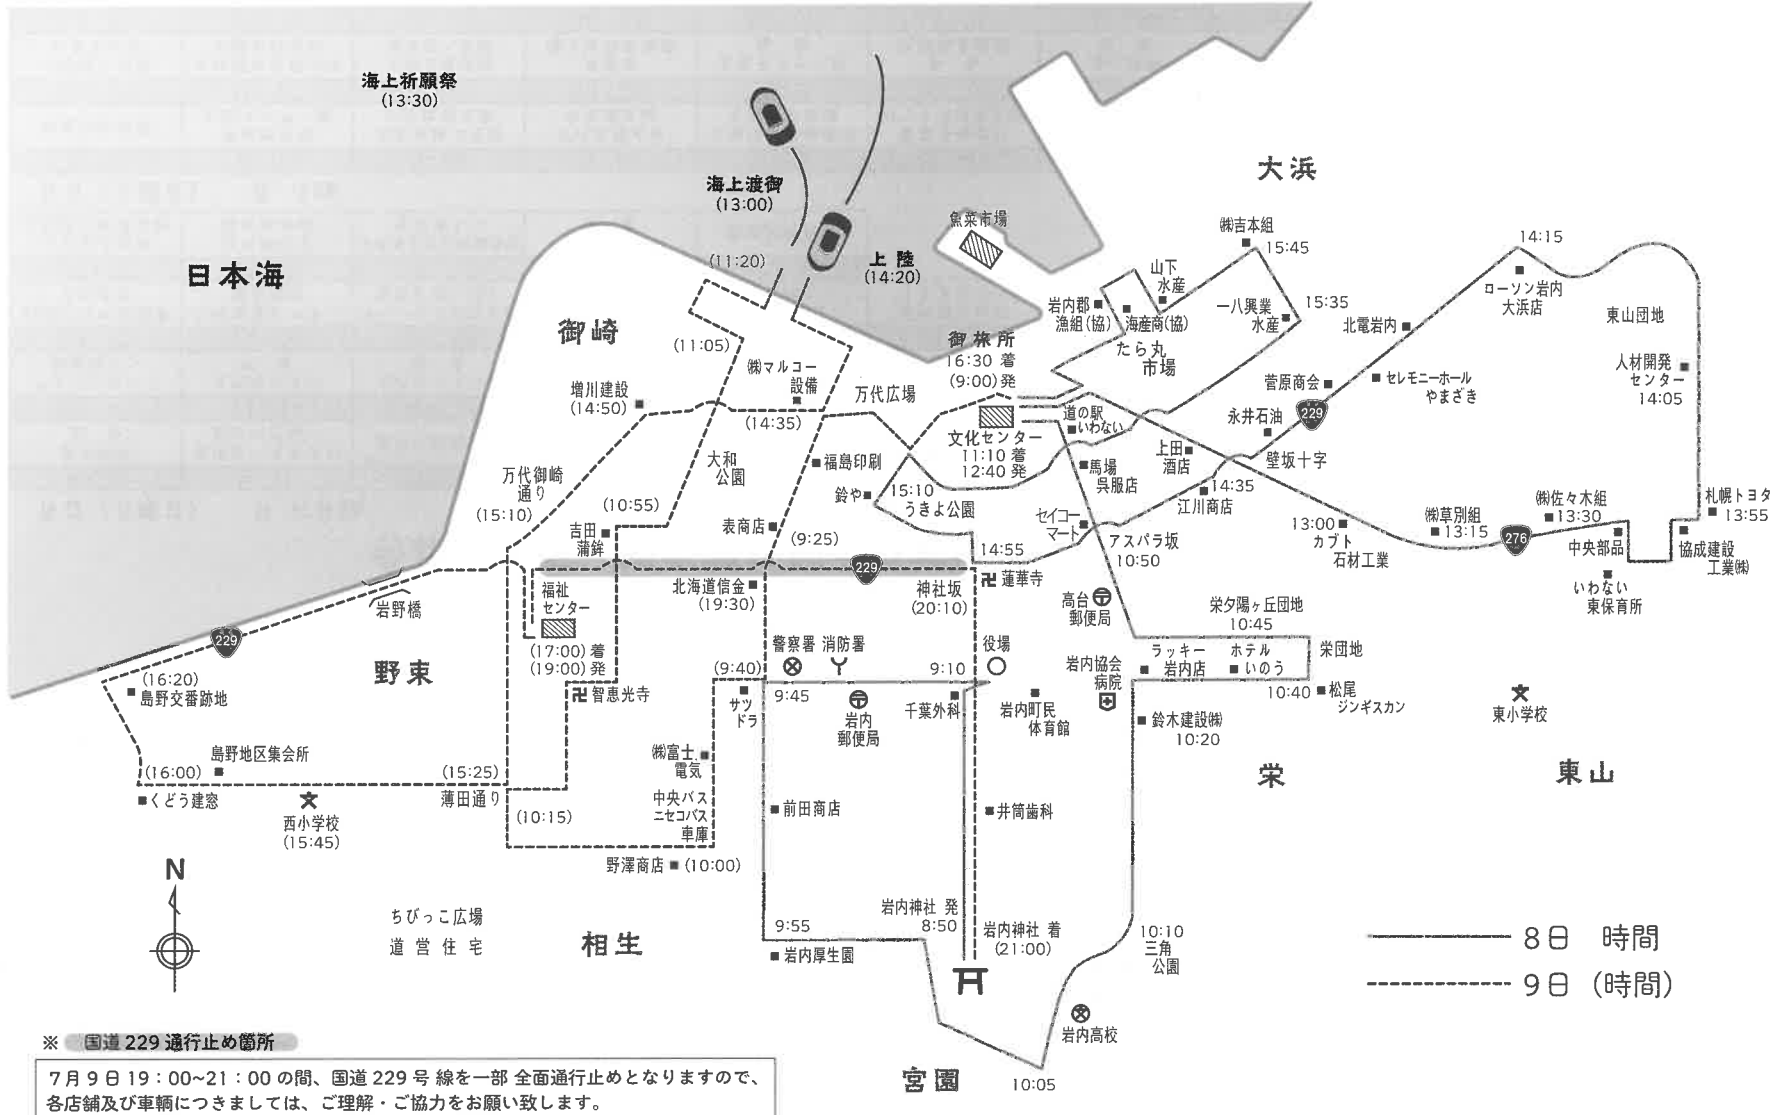 海上祈願祭
(13:30)
海上渡御
(13:00)
上陸
(14:20)
(11:20)
魚菜市場
日本海
大浜
㈱吉本組
15:45
14:15
ローソン岩内
大浜店
東山団地
山下
水産
岩内郡
漁組(協)
海産商(協)
一八興業
水産
15:35
北電岩内
御崎
御旅所
16:30 着
(9:00)発
たら丸
市場
(11:05)
㈱マルコー
設備
増川建設
(14:50)
(14:35)
万代広場
菅原商会
セレモニーホール
やまざき
人材開発
センター
14:05
229
永井石油
道の駅
いわない
文化センター
11:10 着
12:40 発
上田
酒店
壁坂十字
大和
公園
福島印刷
馬場
呉服店
万代御崎
通り
(15:10)
鈴や
15:10
うきよ公園
14:35
江川商店
(10:55)
吉田
蒲鉾
表商店
(9:25)
セイコー
マート
アスパラ坂
10:50
13:00
カブト
石材工業
㈱草別組
13:15
276
㈱佐々木組
13:30
中央部品
札幌トヨタ
13:55
協成建設
工業㈱
いわない
東保育所
14:55
蓮華寺
229
北海道信金
(19:30)
神社坂
(20:10)
福祉
センター
(17:00)着
(19:00)発
岩野橋
229
高台
郵便局
栄夕陽ヶ丘団地
10:45
栄団地
野東
(16:20)
島野交番跡地
智恵光寺
(9:40)
サツ
ドラ
警察署
消防署
9:45
岩内
郵便局
9:10
役場
千葉外科
岩内町民
体育館
岩内協会
病院
ラッキー
岩内店
ホテル
いのう
10:40
松尾
ジンギスカン
東小学校
鈴木建設㈱
10:20
島野地区集会所
(16:00)
くどう建窓
西小学校
(15:45)
(15:25)
薄田通り
(10:15)
㈱富士
電気
中央バス
ニセコバス
車庫
野澤商店
(10:00)
前田商店
井筒歯科
栄
東山
N
ちびっこ広場
道営住宅
相生
9:55
岩内厚生園
岩内神社 発
8:50
岩内神社 着
(21:00)
10:10
三角
公園
岩内高校
10:05
宮園
8日 時間
9日 (時間)
※ 国道229通行止め箇所
7月9日19：00~21：00の間、国道229号線を一部 全面通行止めとなりますので、
各店舗及び車輌につきましては、ご理解・ご協力をお願い致します。